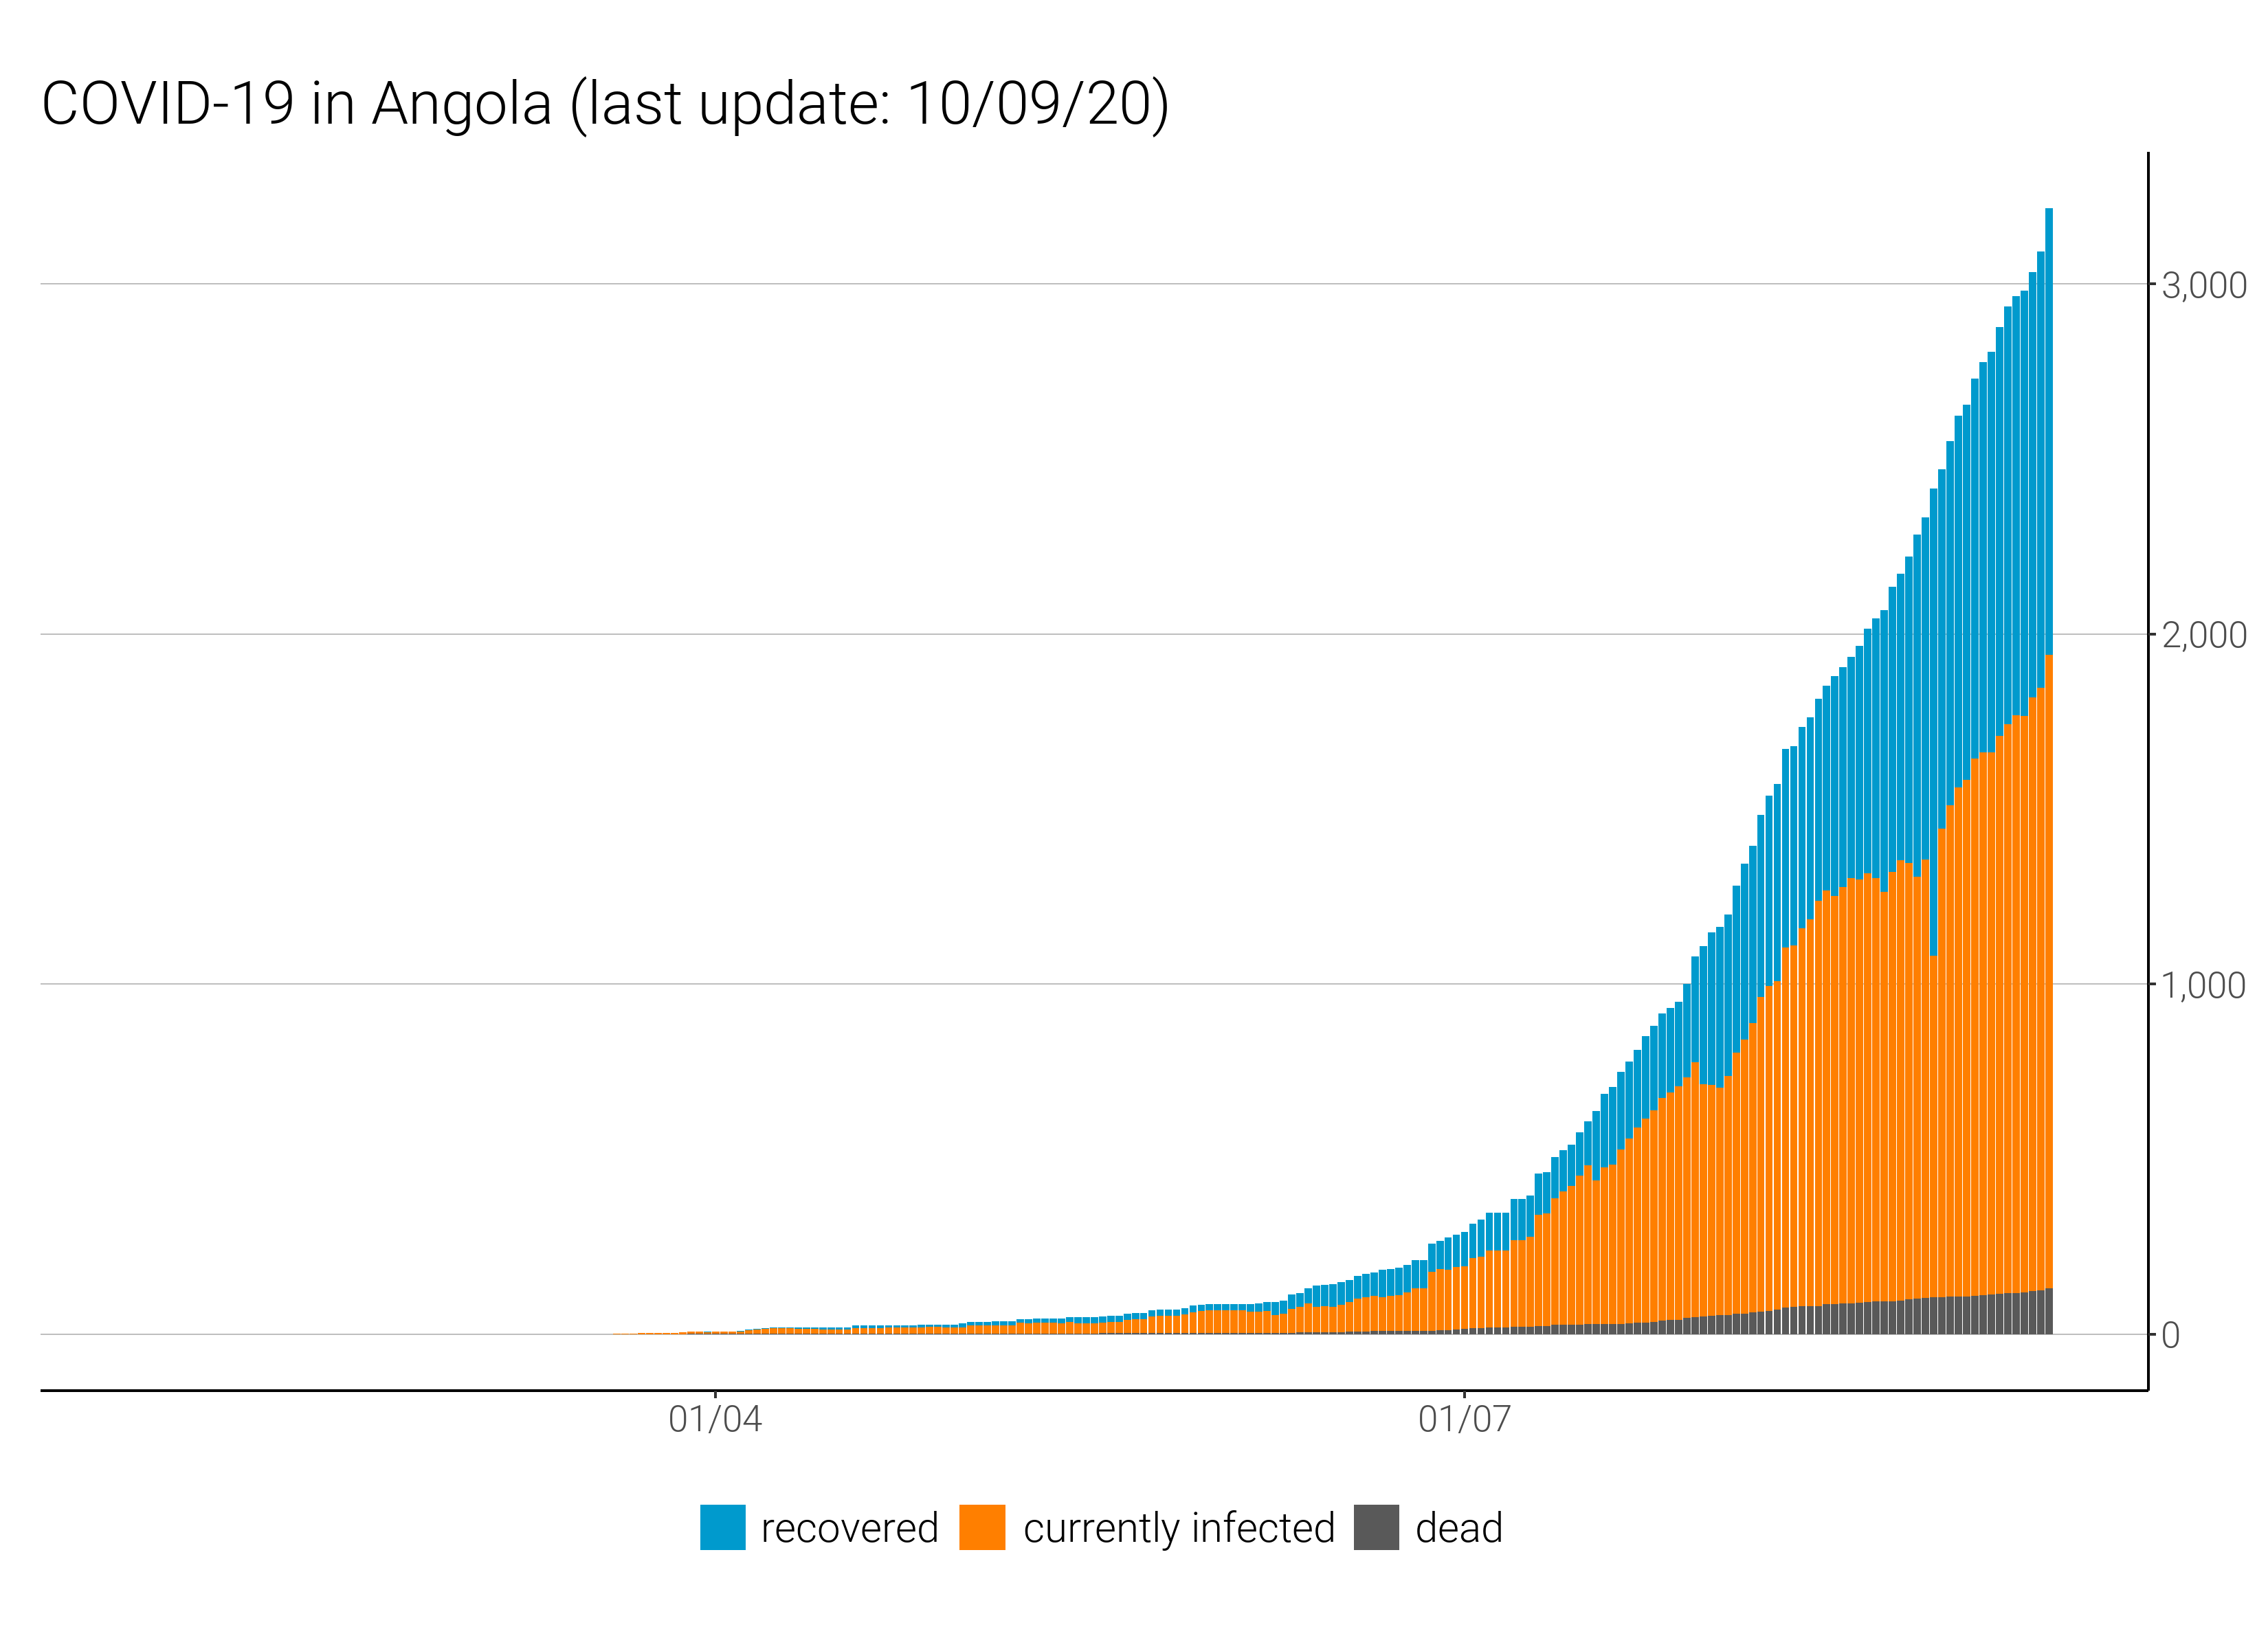 COVID-19 in Angola (last update: 10/09/20)
3,000
2,000
1,000
0
01/04 01/07
recovered currently infected dead